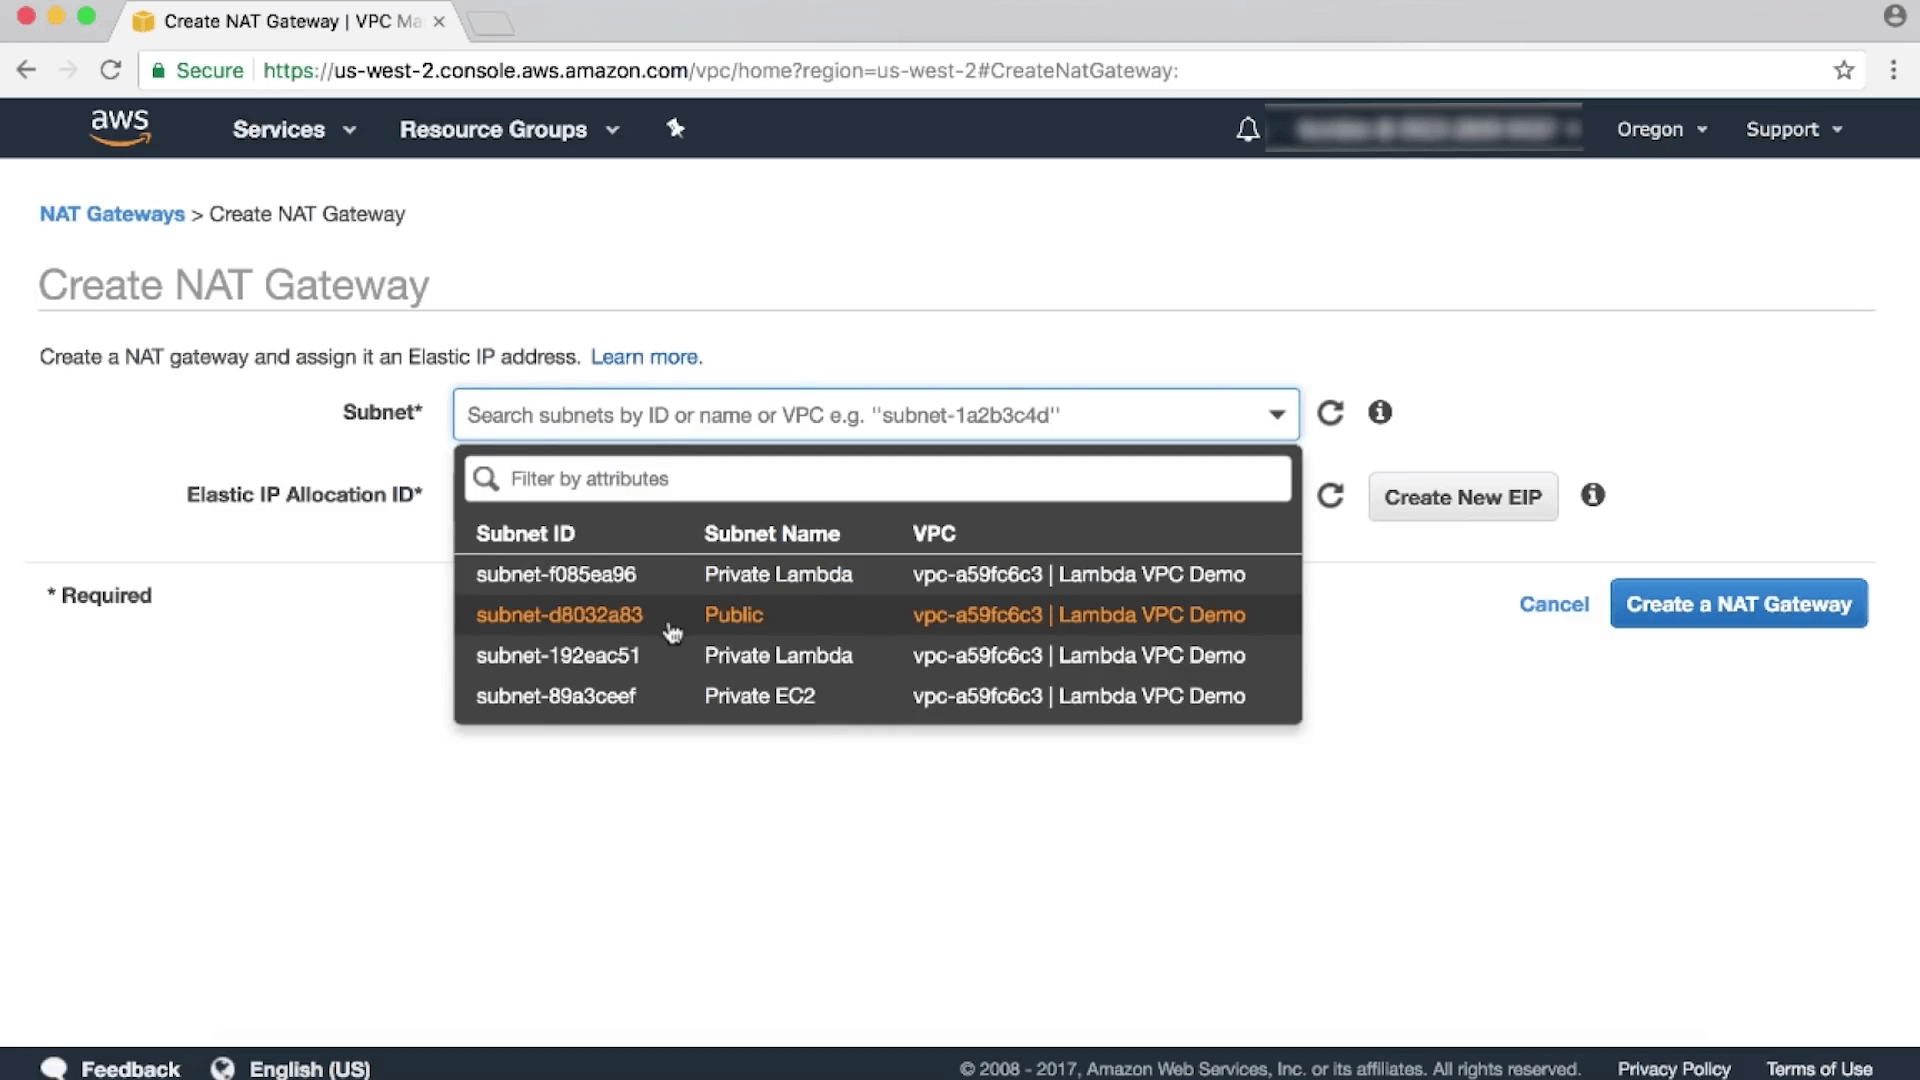 Create NAT Gateway | VPC Ma
Secure https://us-west-2.console.aws.amazon.com/vpc/home?region=us-west-2#CreateNatGateway:
aws Services Resource Groups Oregon Support
NAT Gateways > Create NAT Gateway
Create NAT Gateway
Create a NAT gateway and assign it an Elastic IP address. Learn more.
Subnet* Search subnets by ID or name or VPC e.g. "subnet-1a2b3c4d"
Filter by attributes
Elastic IP Allocation ID* Create New EIP
Subnet ID Subnet Name VPC
subnet-f085ea96 Private Lambda vpc-a59fc6c3 | Lambda VPC Demo
* Required Cancel Create a NAT Gateway
subnet-d8032a83 Public vpc-a59fc6c3 | Lambda VPC Demo
subnet-192eac51 Private Lambda vpc-a59fc6c3 | Lambda VPC Demo
subnet-89a3ceef Private EC2 vpc-a59fc6c3 | Lambda VPC Demo
Feedback English (US) © 2008 - 2017, Amazon Web Services, Inc. or its affiliates. All rights reserved. Privacy Policy Terms of Use